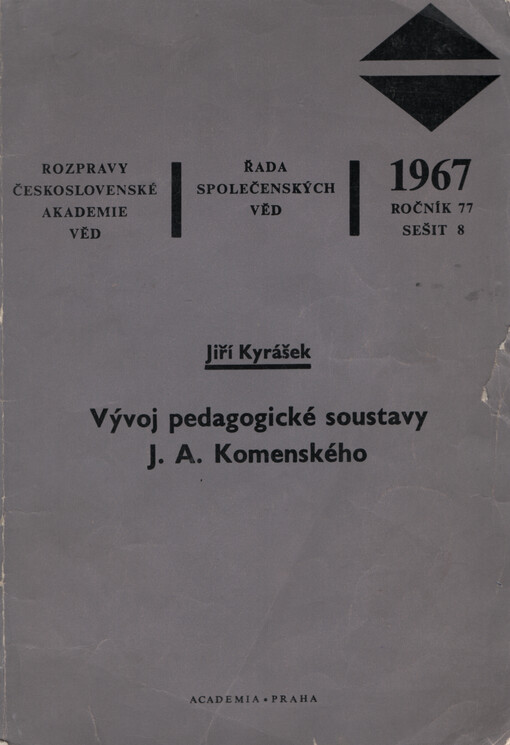 ROZPRAVY
ČESKOSLOVENSKÉ
AKADEMIE
VĚD
ŘADA
SPOLEČENSKÝCH
VĚD
1967
ROČNÍK 77
SEŠIT 8
Jiří Kyrášek
Vývoj pedagogické soustavy
J. A. Komenského
ACADEMIA • PRAHA